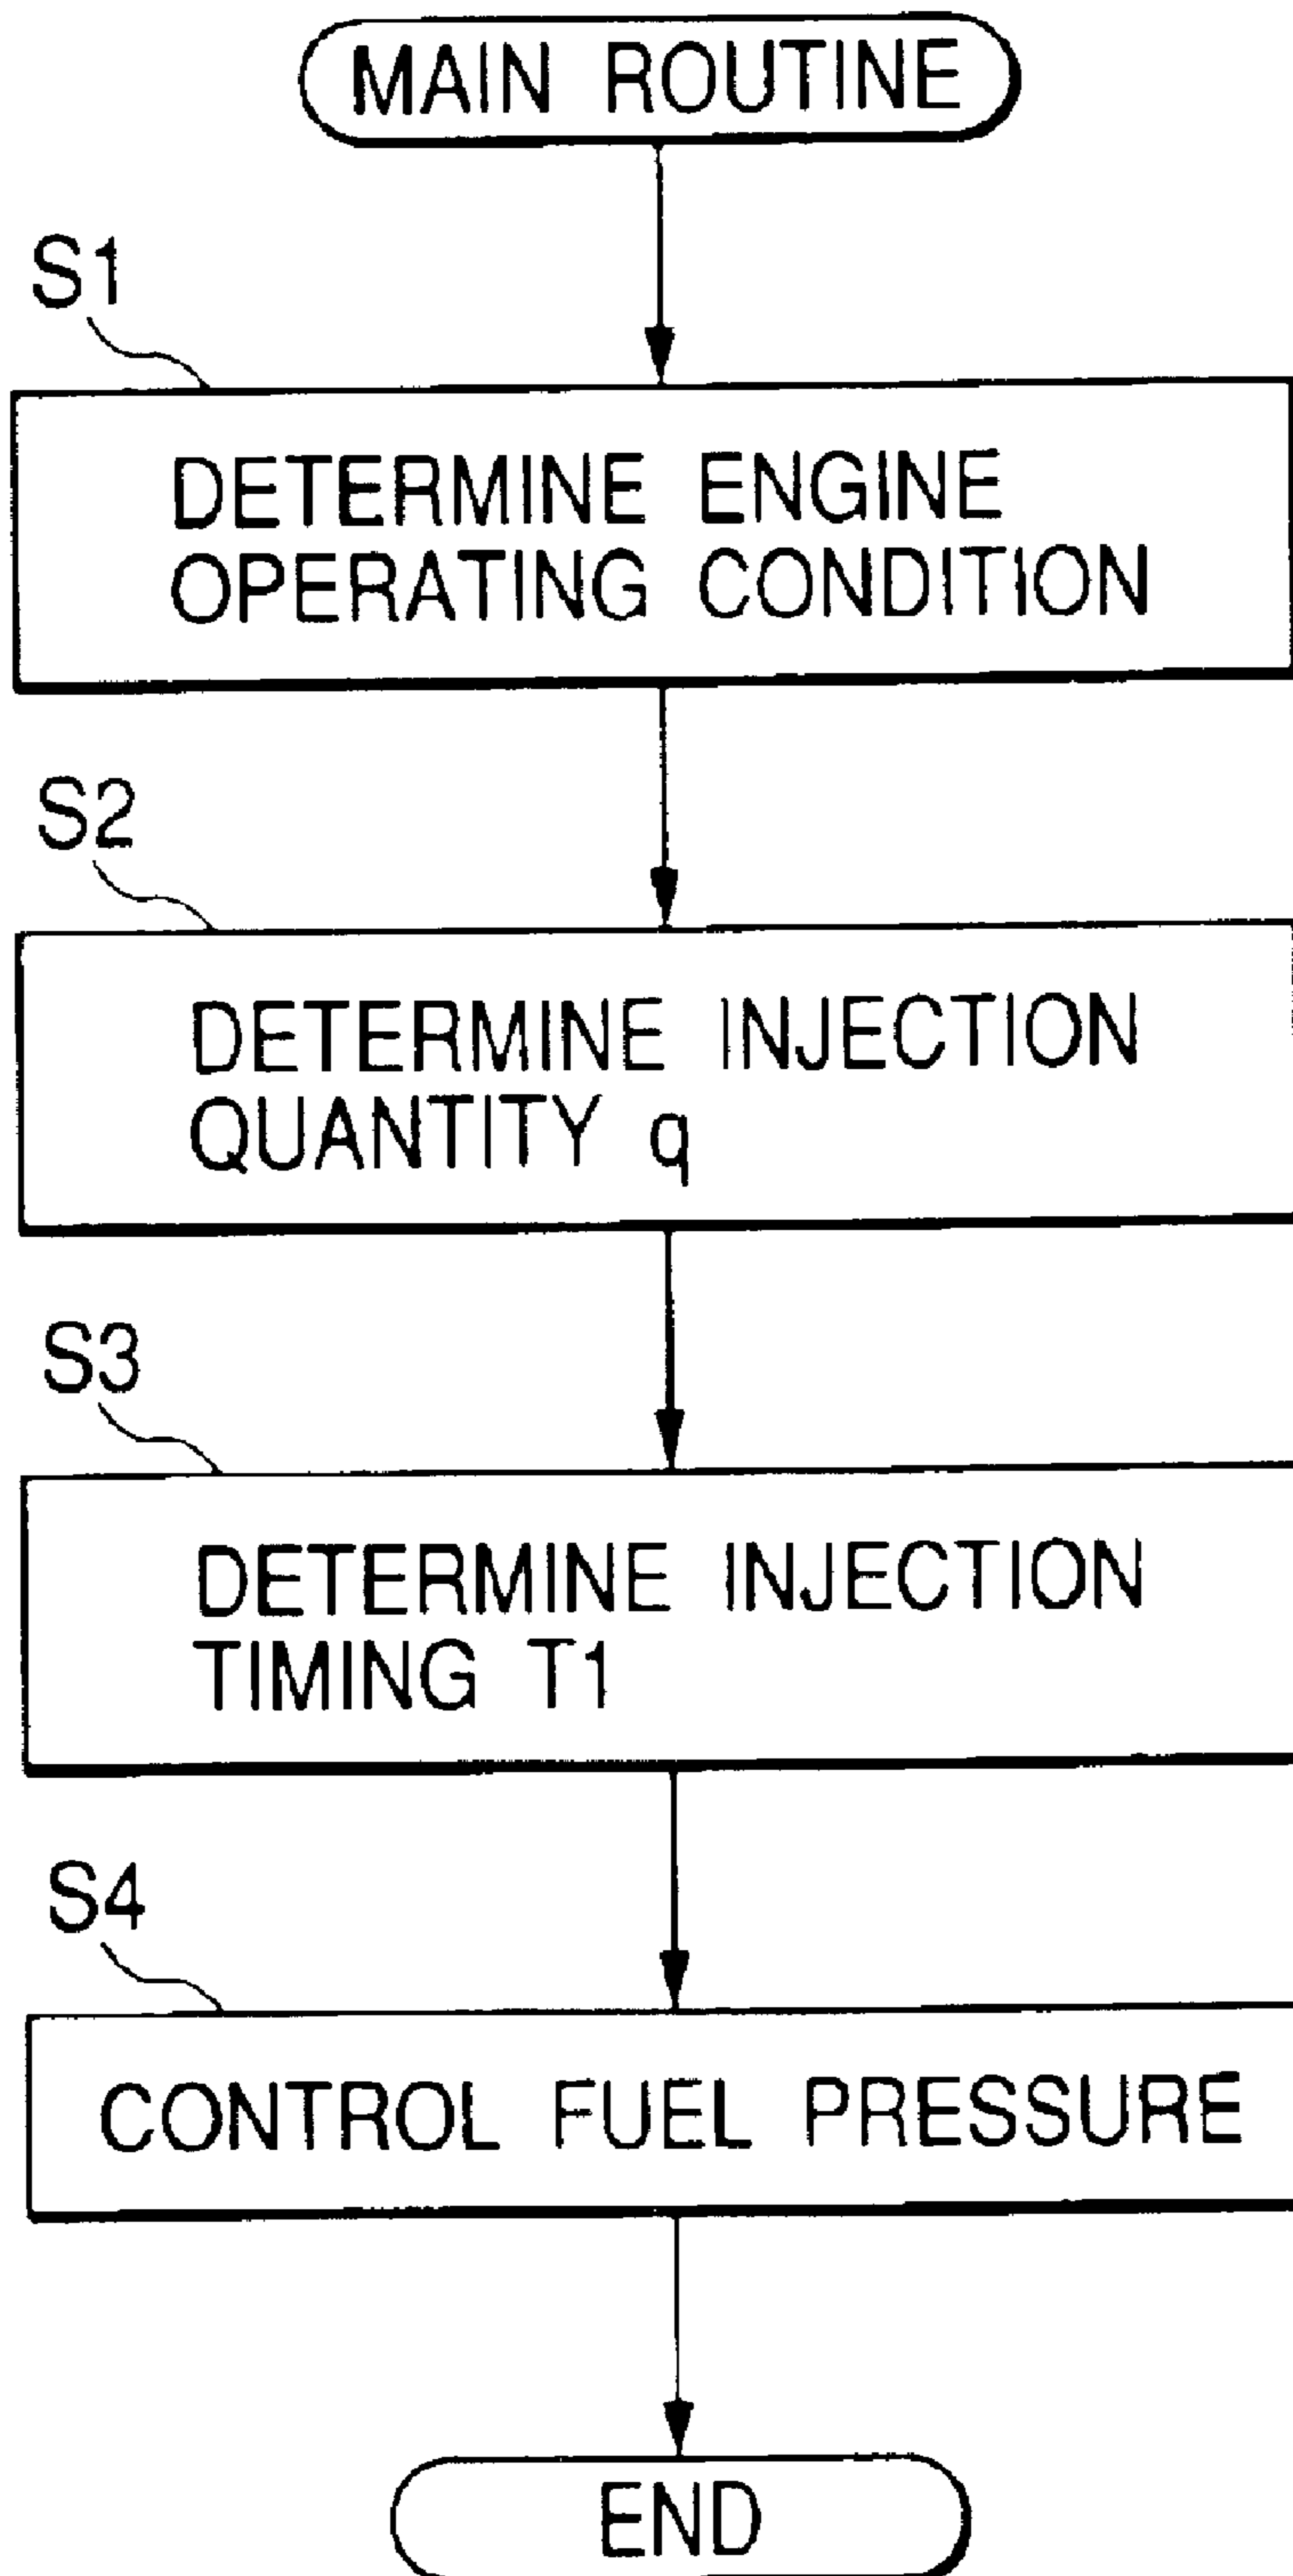 MAIN ROUTINE
S1
DETERMINE ENGINE
OPERATING CONDITION
S2
DETERMINE INJECTION
QUANTITY q
S3
DETERMINE INJECTION
TIMING T1
S4
CONTROL FUEL PRESSURE
END